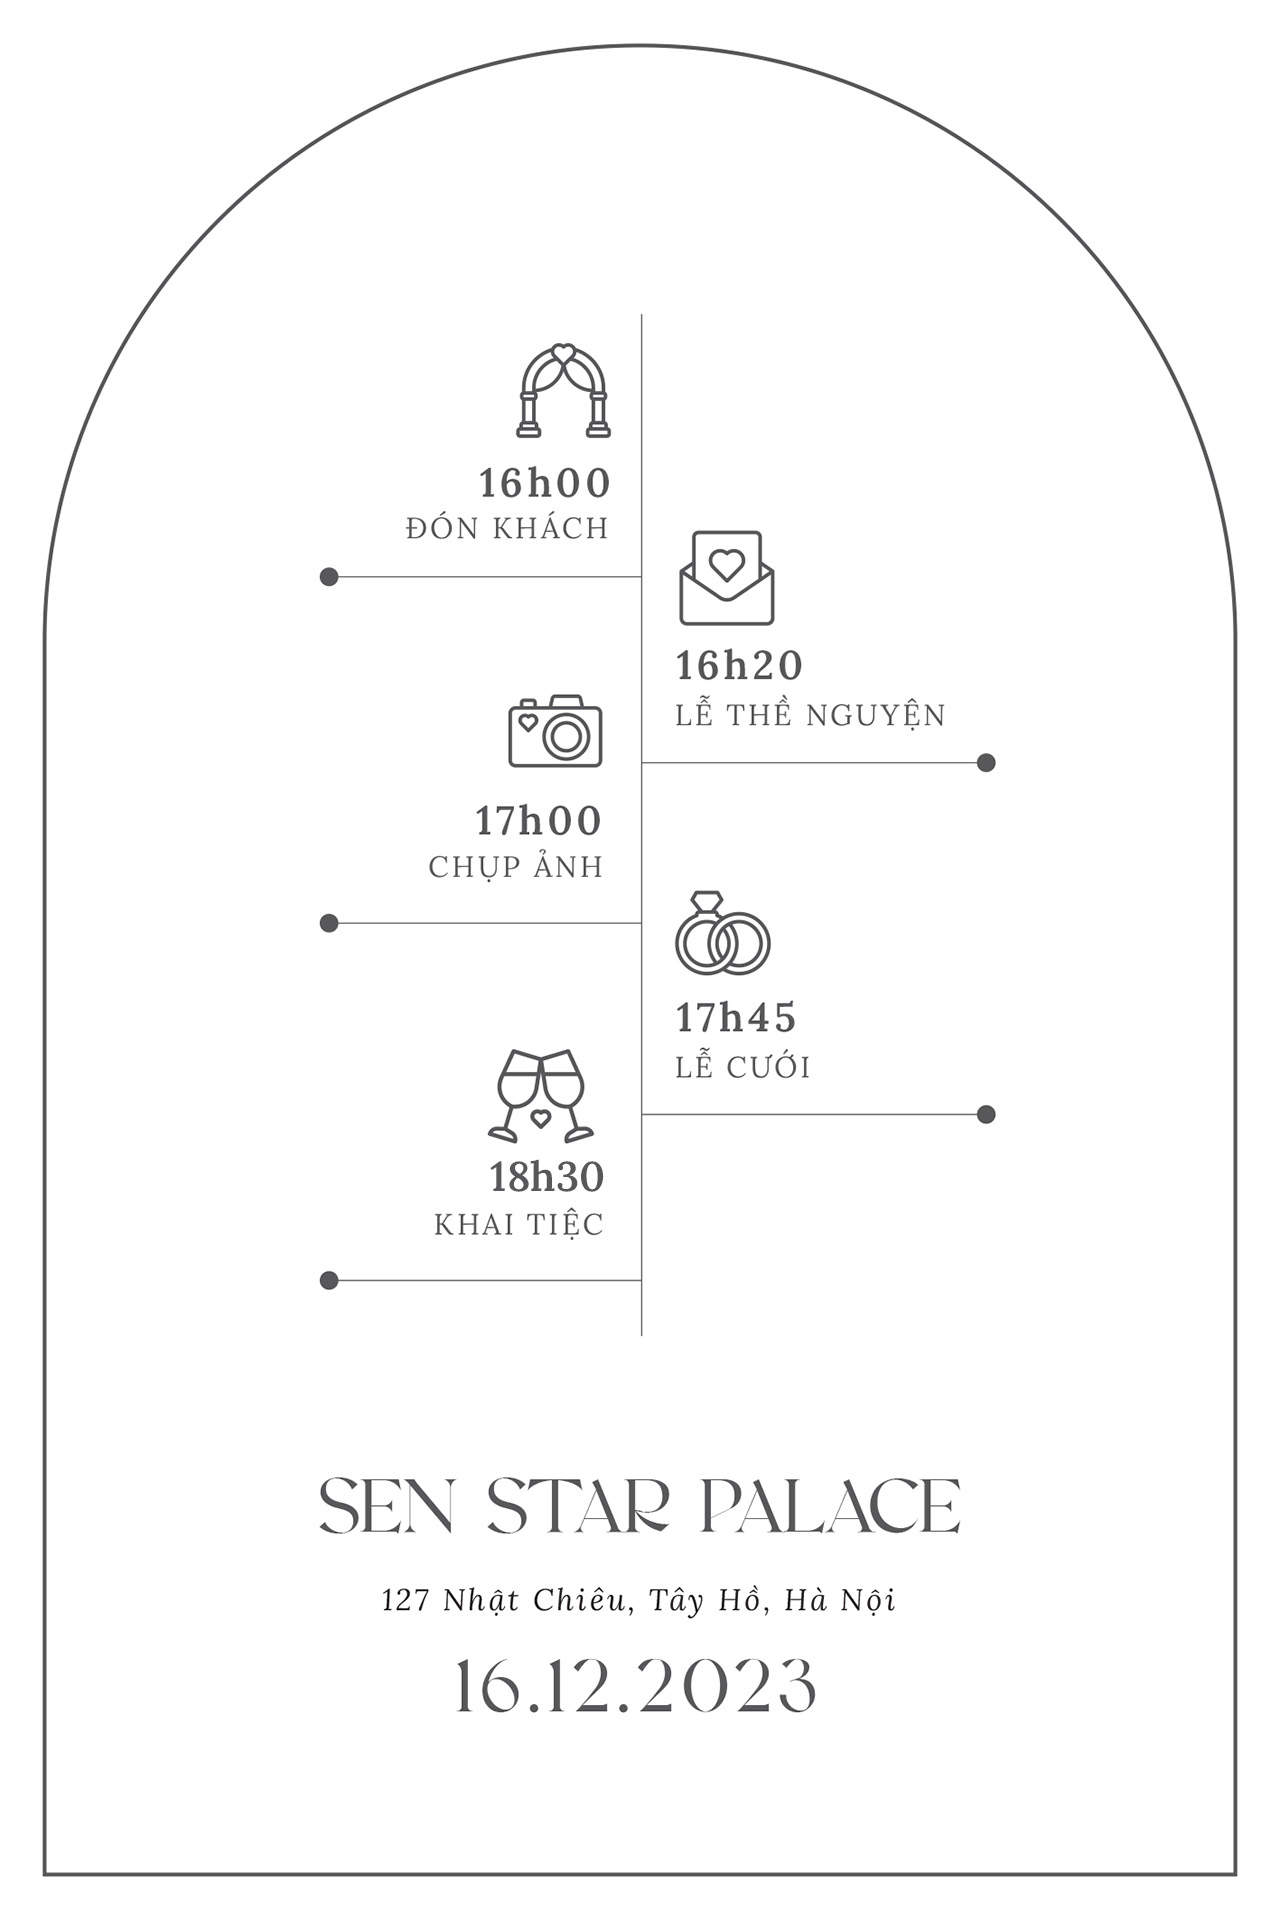 16h00
ĐÓN KHÁCH
16h20
LỄ THỀ NGUYỆN
17h00
CHỤP ẢNH
17h45
LỄ CƯỚI
18h30
KHAI TIỆC
SEN STAR PALACE
127 Nhật Chiêu, Tây Hồ, Hà Nội
16.12.2023